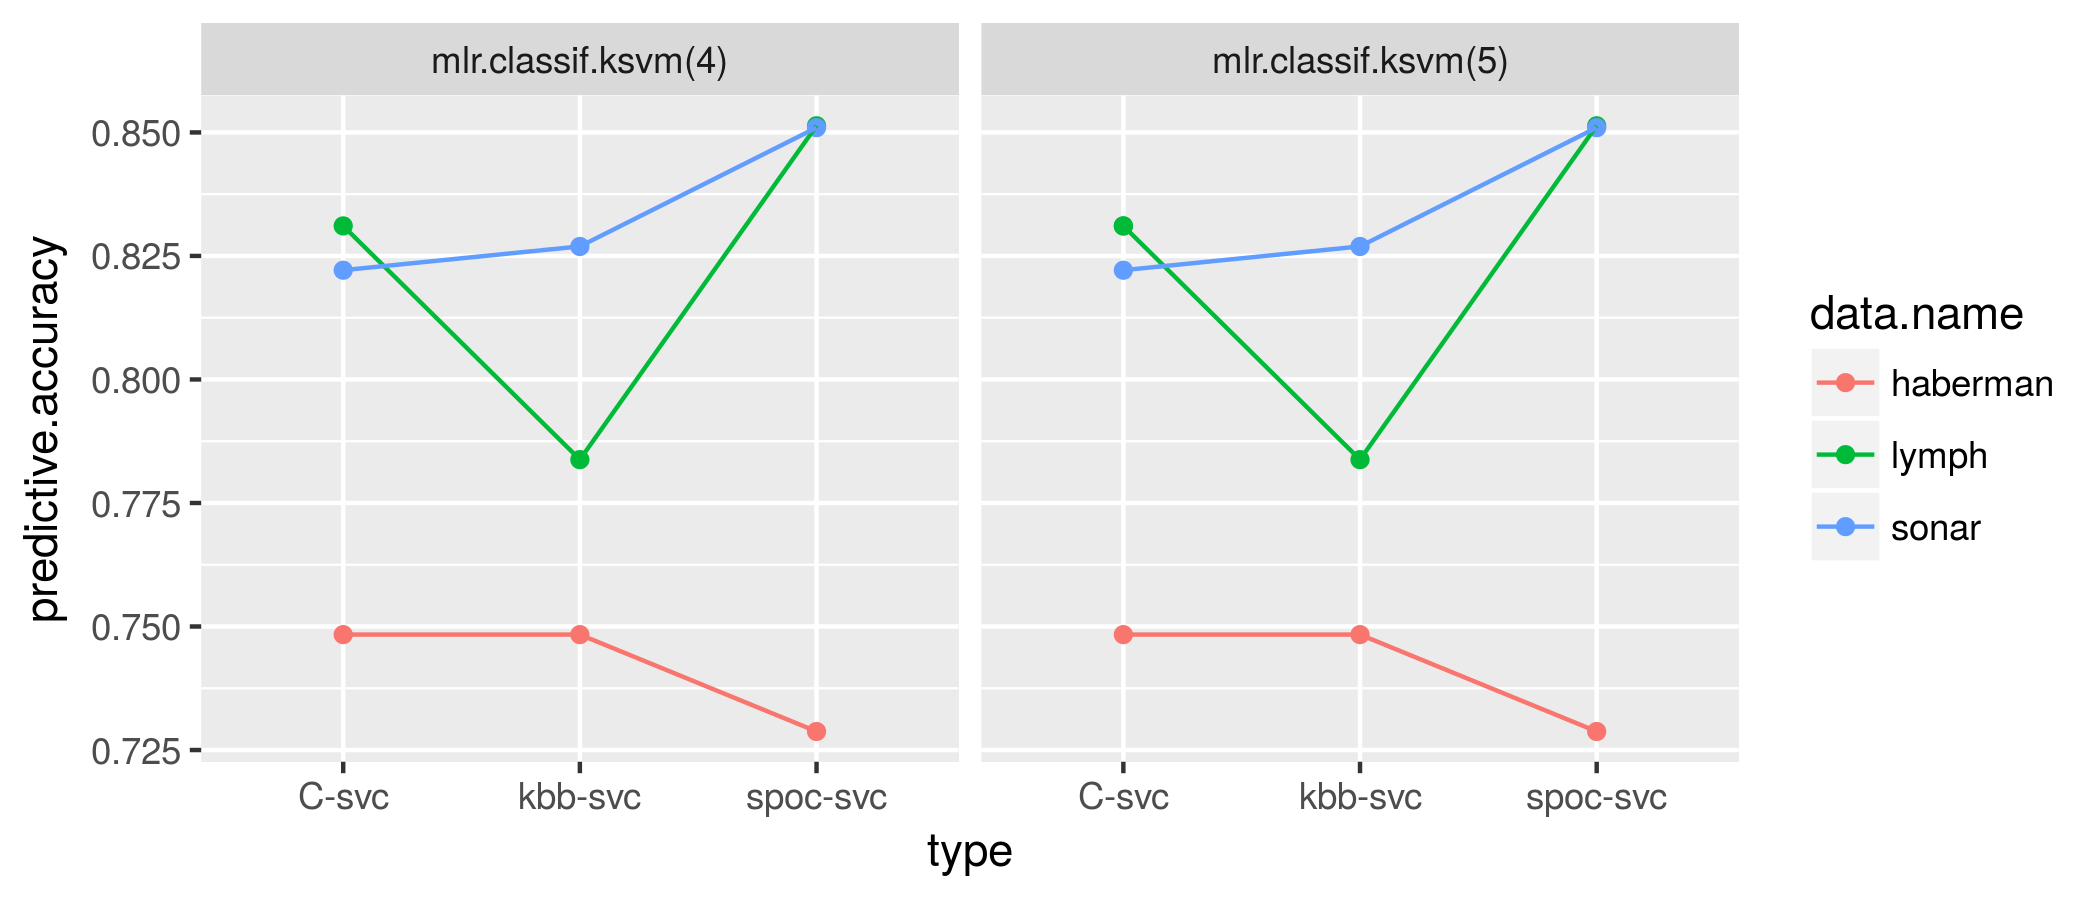 mlr.classif.ksvm(4)
mlr.classif.ksvm(5)
predictive.accuracy
0.850
0.825
0.800
0.775
0.750
0.725
C-svc
kbb-svc
spoc-svc
C-svc
kbb-svc
spoc-svc
type
data.name
haberman
lymph
sonar